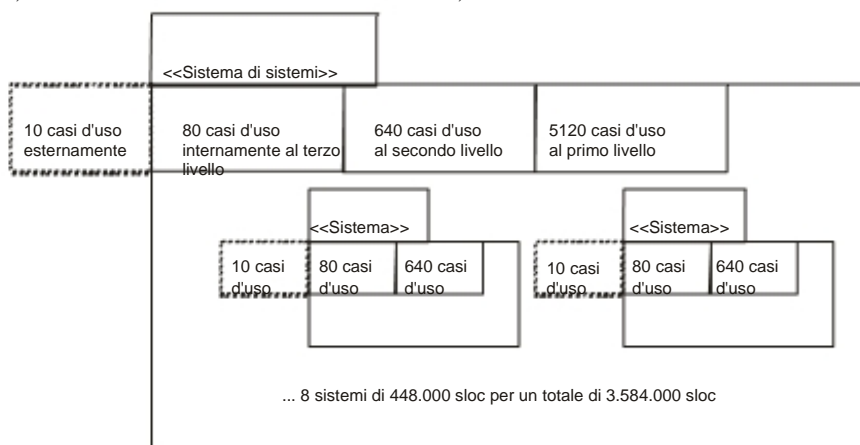 <<Sistema di sistemi>>
10 casi d'uso
esternamente
80 casi d'uso
internamente al terzo
livello
640 casi d'uso
al secondo livello
5120 casi d'uso
al primo livello
<<Sistema>>
10 casi
d'uso
80 casi
d'uso
640 casi
d'uso
<<Sistema>>
10 casi
d'uso
80 casi
d'uso
640 casi
d'uso
... 8 sistemi di 448.000 sloc per un totale di 3.584.000 sloc